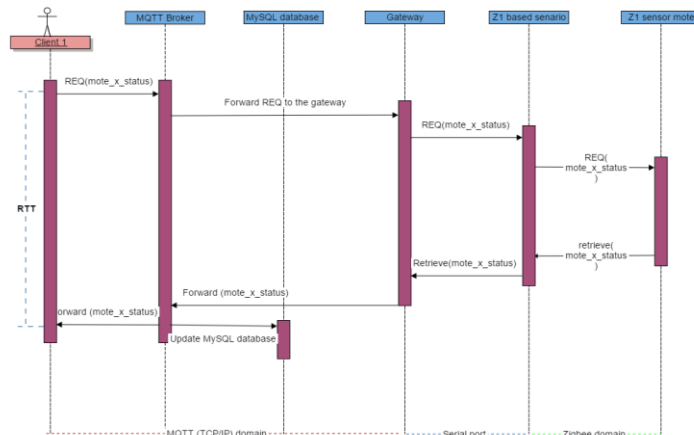 MQTT Broker
MySQL database
Gateway
Z1 based senario
Z1 sensor mote
Client 1
REQ(mote_x_status)
Forward REQ to the gateway
REQ(mote_x_status)
REQ(
mote_x_status
)
RTT
retrieve(
mote_x_status
)
Retrieve(mote_x_status)
Forward (mote_x_status)
orward (mote_x_status)
Update MySQL database
MQTT (TCP/IP) domain
Serial port
Zigbee domain